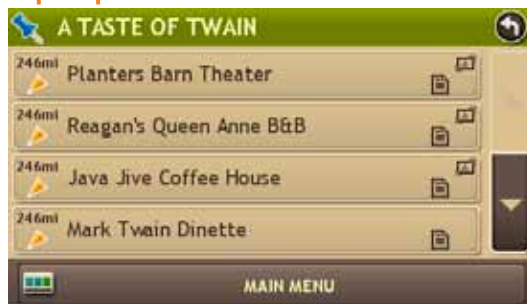 A TASTE OF TWAIN
246mi Planters Barn Theater
246mi Reagan's Queen Anne B&B
246mi Java Jive Coffee House
246mi Mark Twain Dinette
MAIN MENU